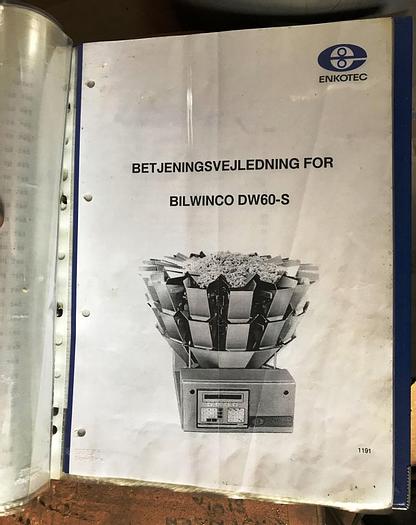 ENKOTEC
BETJENINGSVEJLEDNING FOR
BILWINCO DW60-S
1191